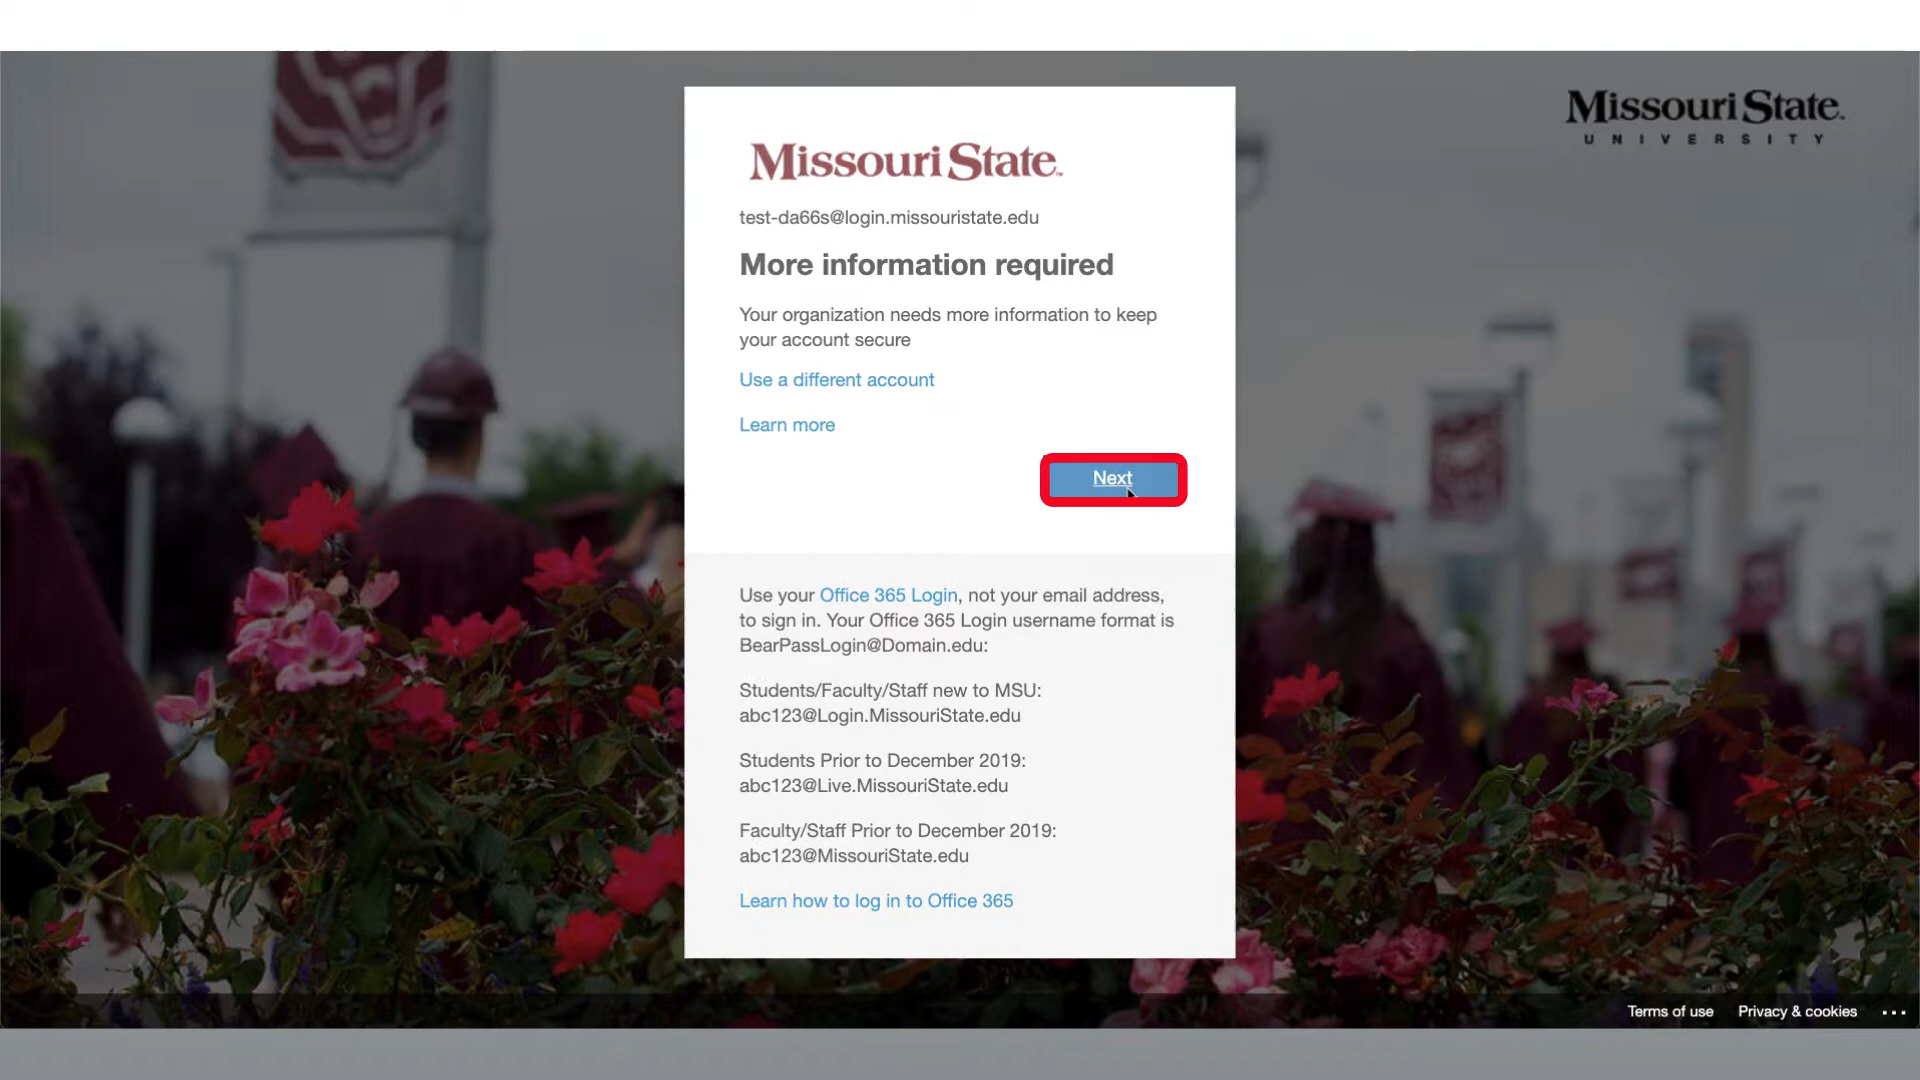 Missouri State.
UNIVERSITY
Missouri State.
test-da66s@login.missouristate.edu
More information required
Your organization needs more information to keep
your account secure
Use a different account
Learn more
Next
Use your Office 365 Login, not your email address,
to sign in. Your Office 365 Login username format is
BearPassLogin@Domain.edu:
Students/Faculty/Staff new to MSU:
abc123@Login.MissouriState.edu
Students Prior to December 2019:
abc123@Live.MissouriState.edu
Faculty/Staff Prior to December 2019:
abc123@MissouriState.edu
Learn how to log in to Office 365
Terms of use Privacy & cookies ...